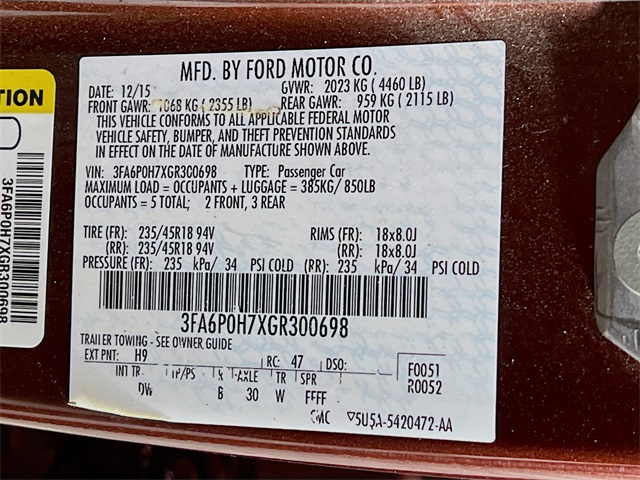 TION
3FA6P0H7XGR300698
MFD. BY FORD MOTOR CO.
DATE: 12/15 GVWR: 2023 KG ( 4460 LB)
FRONT GAWR: 1068 KG ( 2355 LB) REAR GAWR: 959 KG ( 2115 LB)
THIS VEHICLE CONFORMS TO ALL APPLICABLE FEDERAL MOTOR
VEHICLE SAFETY, BUMPER, AND THEFT PREVENTION STANDARDS
IN EFFECT ON THE DATE OF MANUFACTURE SHOWN ABOVE.
VIN: 3FA6P0H7XGR300698 TYPE: Passenger Car
MAXIMUM LOAD = OCCUPANTS + LUGGAGE = 385KG/ 850LB
OCCUPANTS = 5 TOTAL; 2 FRONT, 3 REAR
TIRE (FR): 235/45R18 94V RIMS (FR): 18x8.0J
(RR): 235/45R18 94V (RR): 18x8.0J
PRESSURE (FR): 235 kPa/ 34 PSI COLD (RR): 235 kPa/ 34 PSI COLD
3FA6P0H7XGR300698
TRAILER TOWING - SEE OWNER GUIDE
EXT PNT: H9 RC: 47 DSO: F0051
INT TR TP/PS R AXLE TR SPR R0052
DW B 30 W FFFF
5U5A-5420472-AA